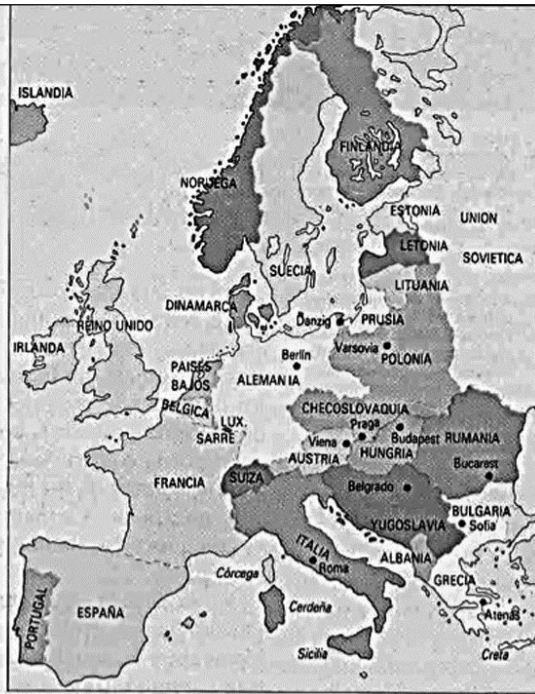 ISLANDIA
FINLANDIA
NORUEGA
ESTONIA
UNION
LETONIA
SOVIETICA
SUECIA
LITUANIA
DINAMARCA
Danzig
PRUSIA
REINO UNIDO
IRLANDA
Varsovia
POLONIA
Berlín
PAISES
BAJOS
ALEMANIA
BELGICA
CHECOSLOVAQUIA
LUX.
Praga
SARRE
Viena
Budapest
RUMANIA
AUSTRIA
HUNGRIA
FRANCIA
SUIZA
Bucarest
Belgrado
BULGARIA
YUGOSLAVIA
Sofía
ITALIA
ALBANIA
Córcega
Roma
GRECIA
PORTUGAL
ESPAÑA
Cerdeña
Atenas
Sicilia
Creta